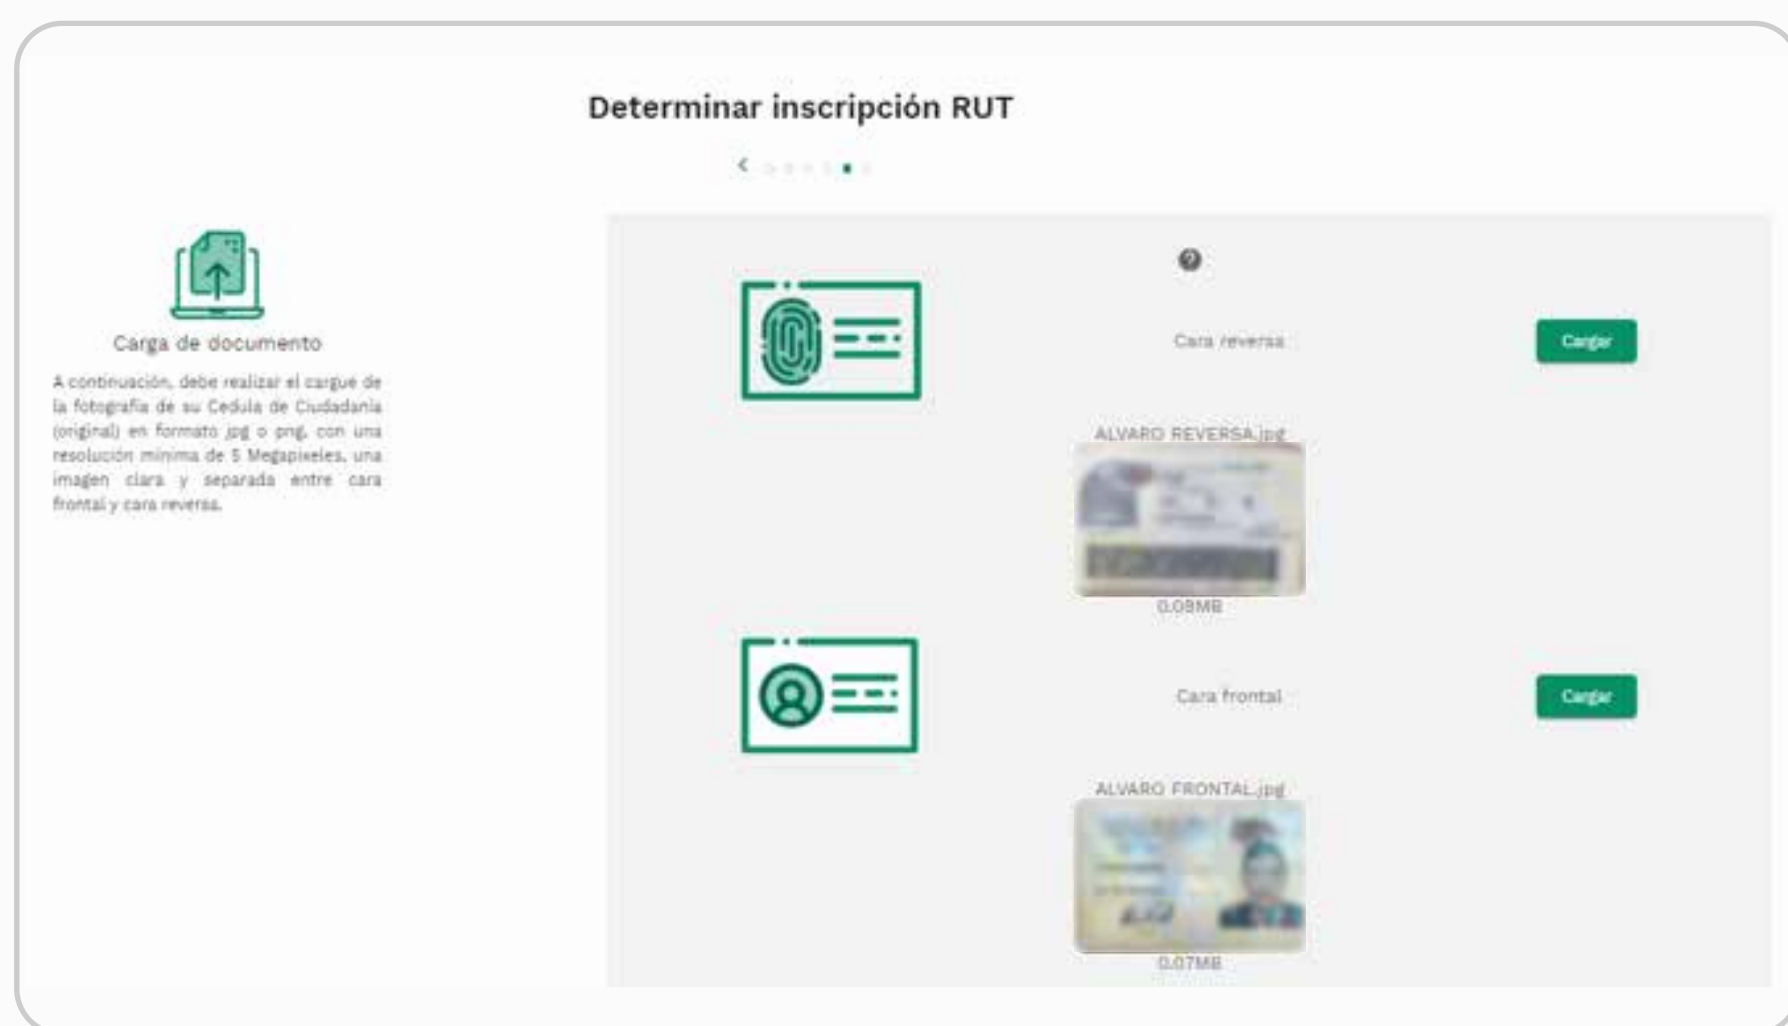 Determinar inscripción RUT
Carga de documento
A continuación, debe realizar el cargue de
la fotografía de su Cedula de Ciudadanía
(original) en formato jpg o png, con una
resolución mínima de 5 Megapixeles, una
imagen clara y separada entre cara
frontal y cara reversa.
Cara reversa
Cargar
ALVARO REVERSA.jpg
0.08MB
Cara frontal
Cargar
ALVARO FRONTAL.jpg
0.07MB